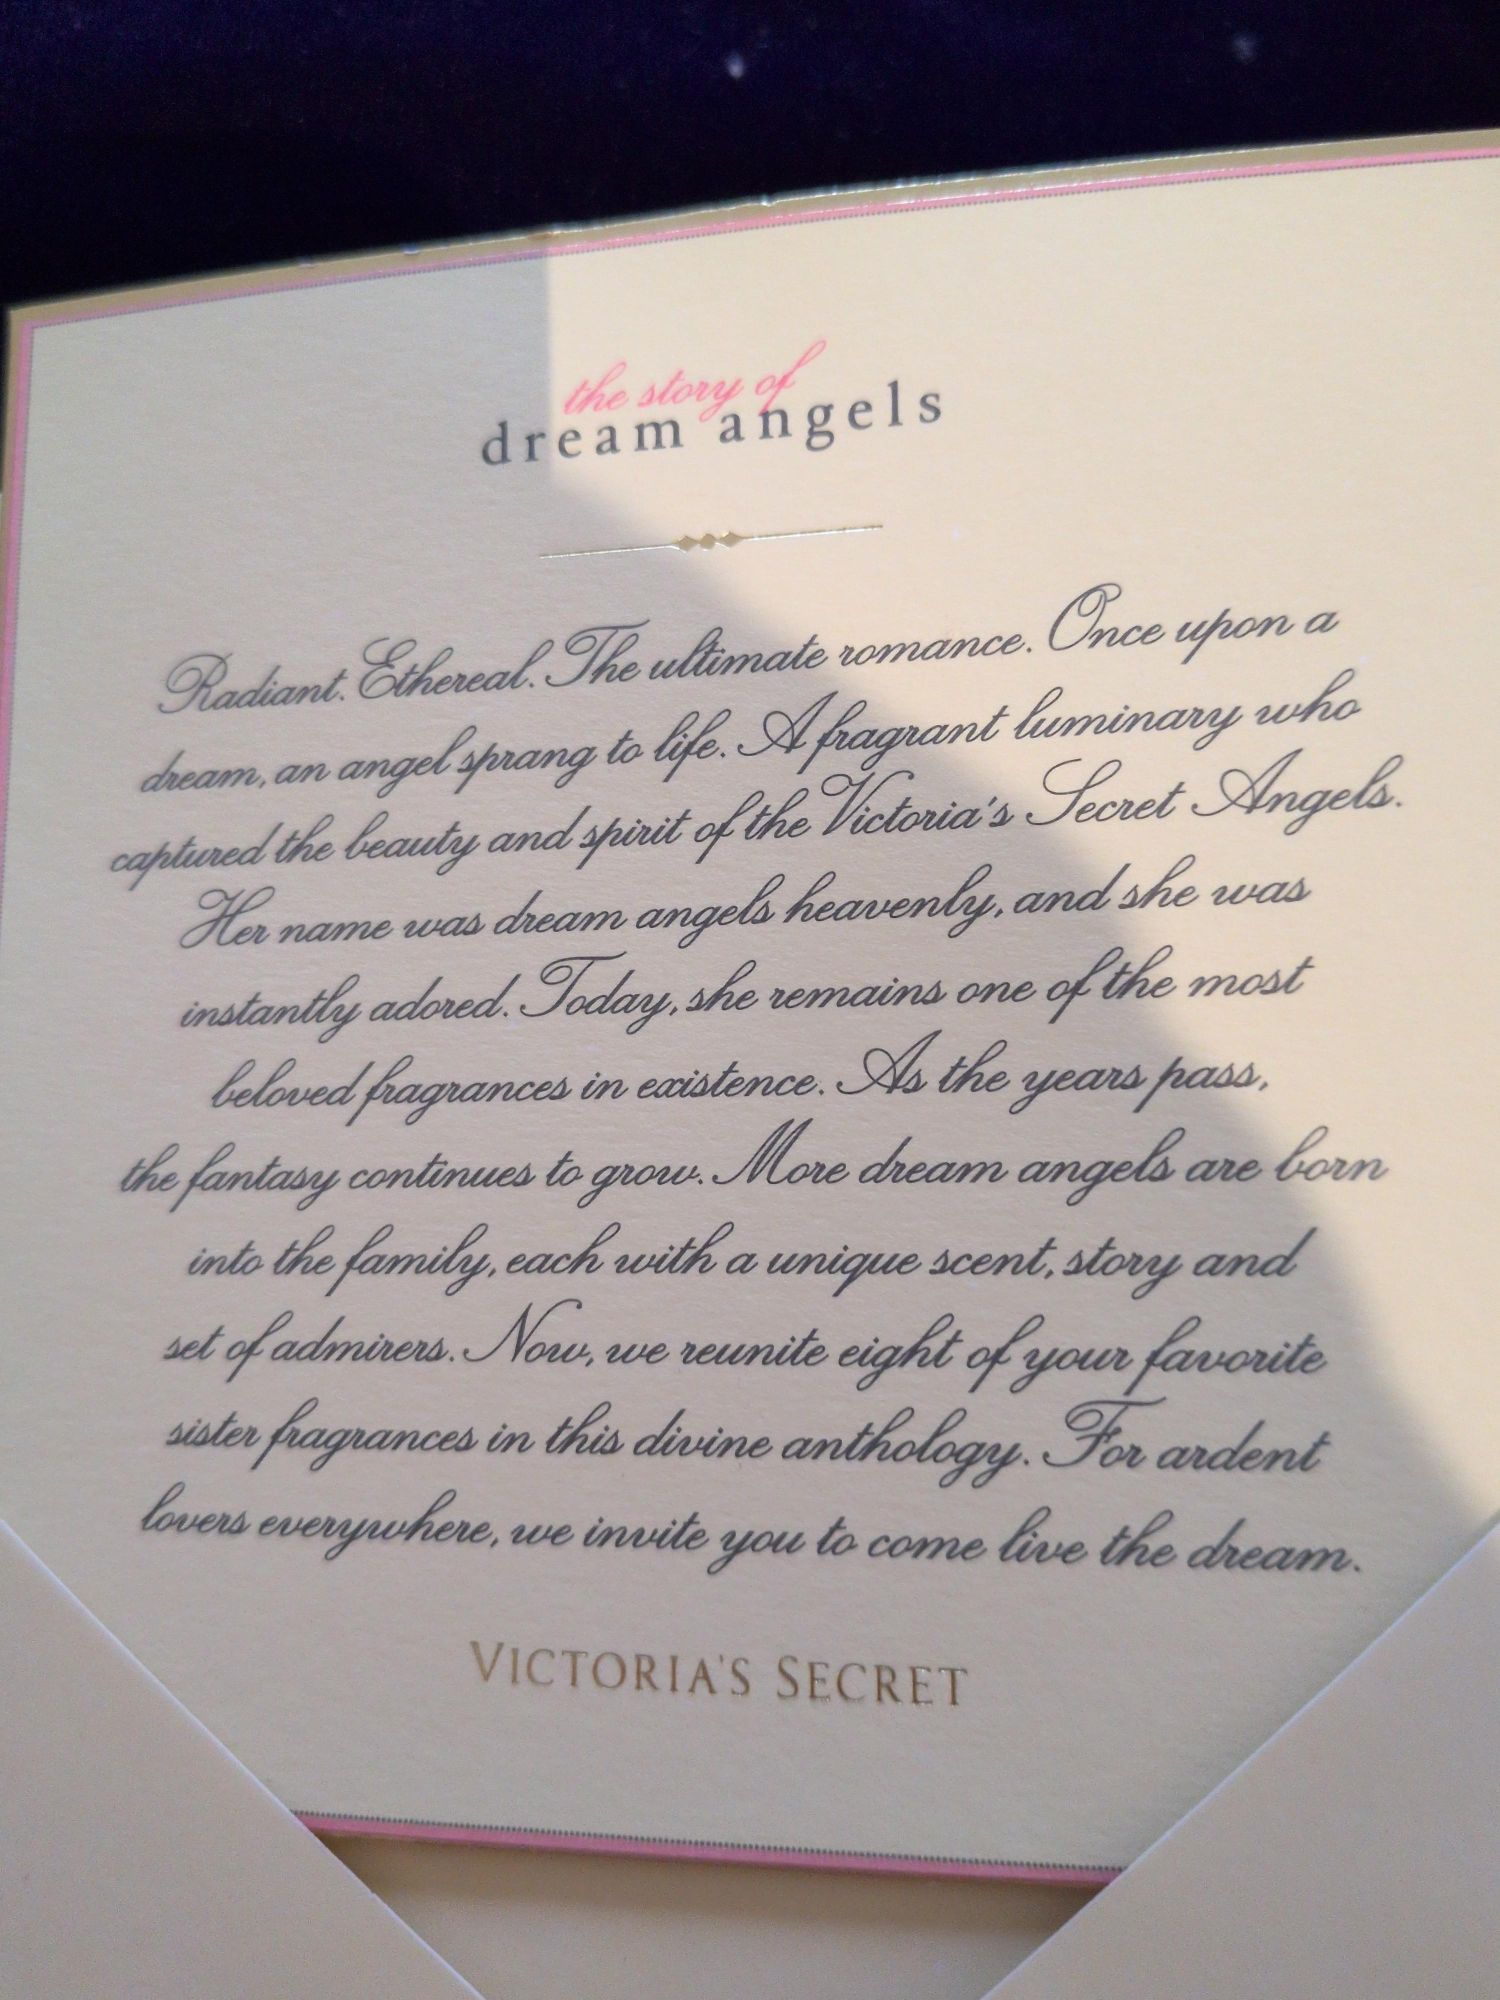 the story of
dream angels
Radiant. Ethereal. The ultimate romance. Once upon a
dream, an angel sprang to life. A fragrant luminary who
captured the beauty and spirit of the Victoria's Secret Angels.
Her name was dream angels heavenly, and she was
instantly adored. Today, she remains one of the most
beloved fragrances in existence. As the years pass,
the fantasy continues to grow. More dream angels are born
into the family, each with a unique scent, story and
set of admirers. Now, we reunite eight of your favorite
sister fragrances in this divine anthology. For ardent
lovers everywhere, we invite you to come live the dream.
VICTORIA'S SECRET